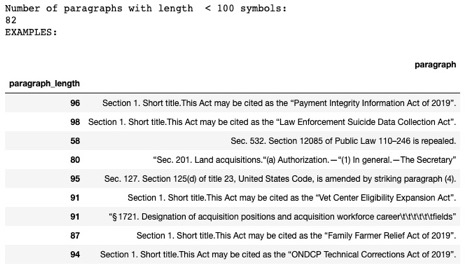 Number of paragraphs with length  < 100 symbols:
82
EXAMPLES:
paragraph
paragraph_length
96 Section 1. Short title.This Act may be cited as the “Payment Integrity Information Act of 2019”.
98 Section 1. Short title.This Act may be cited as the “Law Enforcement Suicide Data Collection Act”.
58 Sec. 532. Section 12085 of Public Law 110–246 is repealed.
80 “Sec. 201. Land acquisitions.“(a) Authorization.—“(1) In general.—The Secretary”
95 Sec. 127. Section 125(d) of title 23, United States Code, is amended by striking paragraph (4).
91 Section 1. Short title.This Act may be cited as the “Vet Center Eligibility Expansion Act”.
91 “§ 1721. Designation of acquisition positions and acquisition workforce career\t\t\t\t\t\tfields”
87 Section 1. Short title.This Act may be cited as the “Family Farmer Relief Act of 2019”.
94 Section 1. Short title.This Act may be cited as the “ONDCP Technical Corrections Act of 2019”.